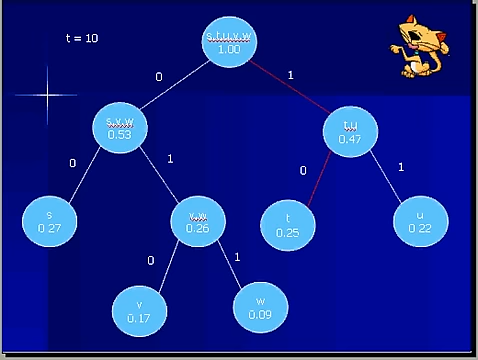 t = 10
s,t,u,v,w
1.00
0
1
s,v,w
0.53
t,u
0.47
0
1
0
1
s
0.27
v,w
0.26
t
0.25
u
0.22
0
1
v
0.17
w
0.09